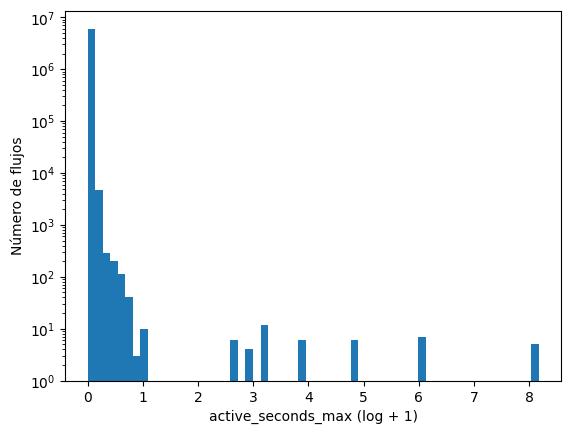 10⁷
10⁶
10⁵
10⁴
10³
10²
10¹
10⁰
Número de flujos
0 1 2 3 4 5 6 7 8
active_seconds_max (log + 1)